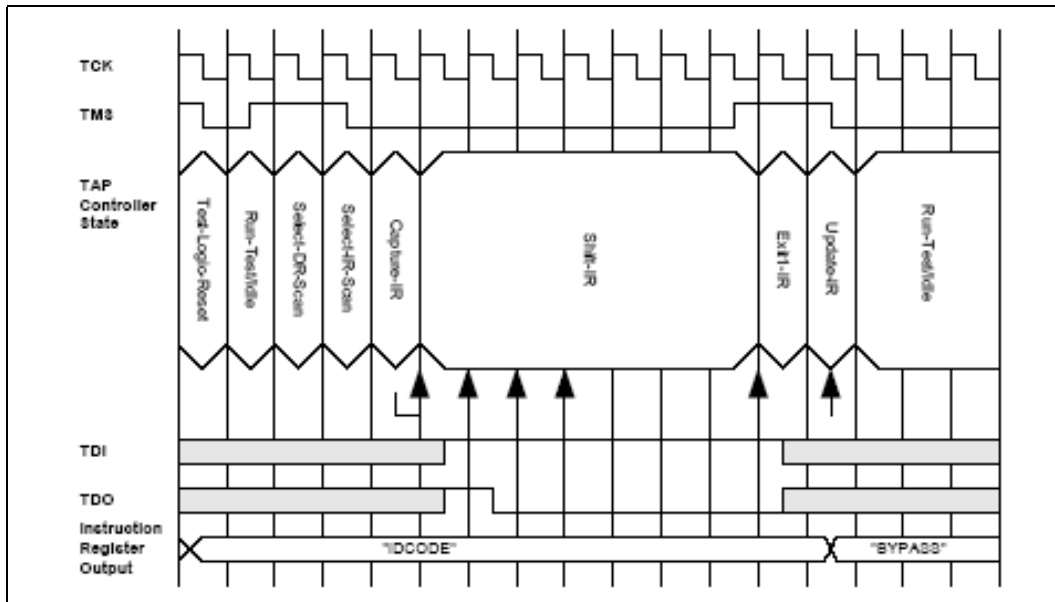 TCK
TMS
TAP
Controller
State
Test-Logic-Reset
Run-Test/Idle
Select-DR-Scan
Select-IR-Scan
Capture-IR
Shift-IR
Exit1-IR
Update-IR
Run-Test/Idle
TDI
TDO
Instruction
Register
Output
"IDCODE"
"BYPASS"